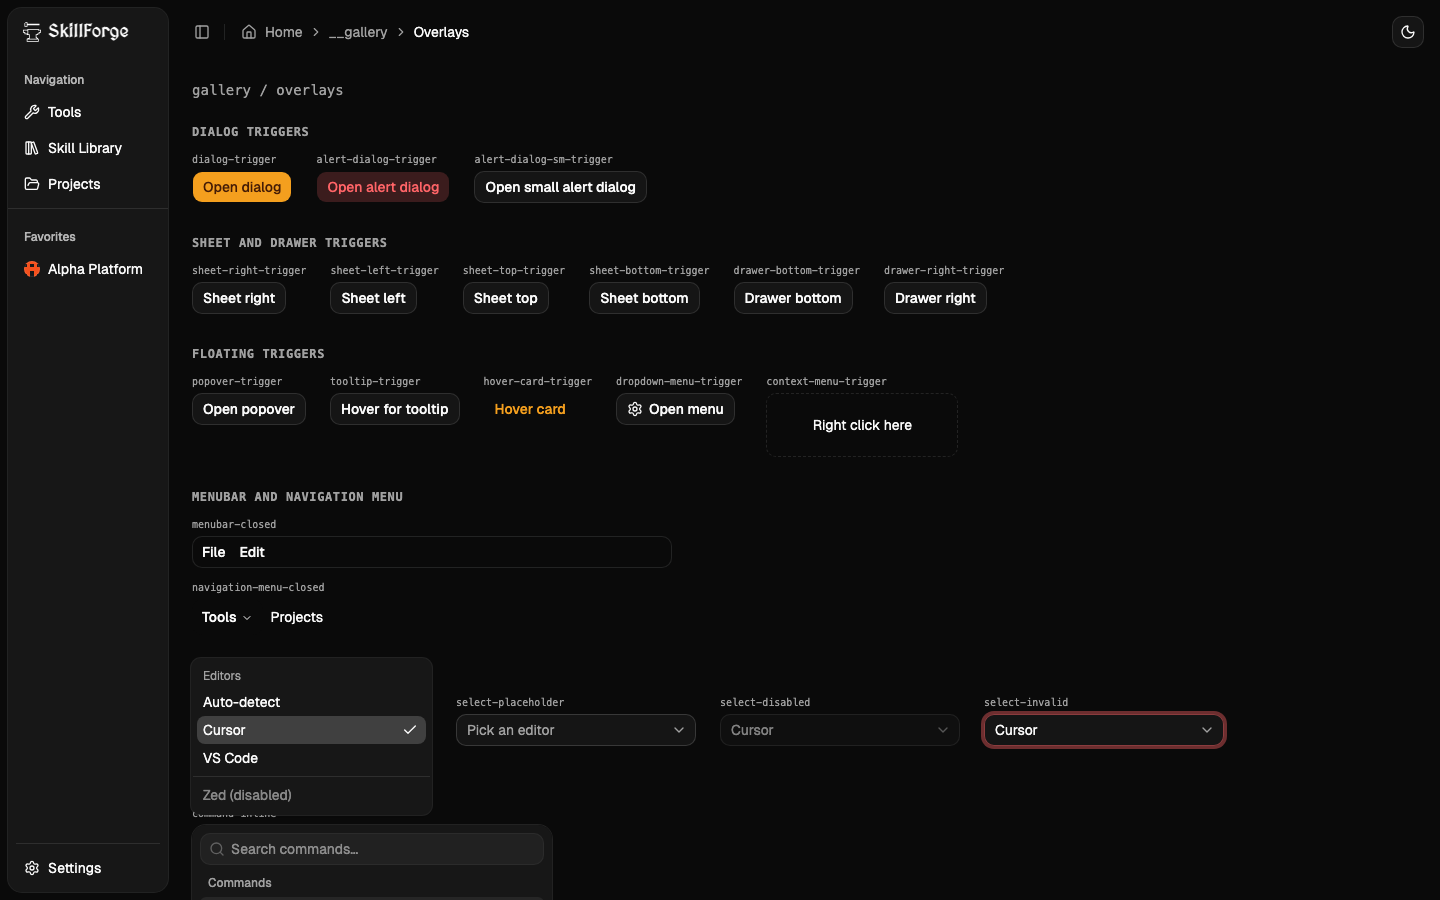 SkillForge
Home > __gallery > Overlays
Navigation
Tools
Skill Library
Projects
Favorites
Alpha Platform
Settings
gallery / overlays
DIALOG TRIGGERS
dialog-trigger alert-dialog-trigger alert-dialog-sm-trigger
Open dialog Open alert dialog Open small alert dialog
SHEET AND DRAWER TRIGGERS
sheet-right-trigger sheet-left-trigger sheet-top-trigger sheet-bottom-trigger drawer-bottom-trigger drawer-right-trigger
Sheet right Sheet left Sheet top Sheet bottom Drawer bottom Drawer right
FLOATING TRIGGERS
popover-trigger tooltip-trigger hover-card-trigger dropdown-menu-trigger context-menu-trigger
Open popover Hover for tooltip Hover card Open menu Right click here
MENUBAR AND NAVIGATION MENU
menubar-closed
File Edit
navigation-menu-closed
Tools Projects
Editors
Auto-detect
Cursor
VS Code
Zed (disabled)
select-placeholder select-disabled select-invalid
Pick an editor Cursor Cursor
command-inline
Search commands...
Commands